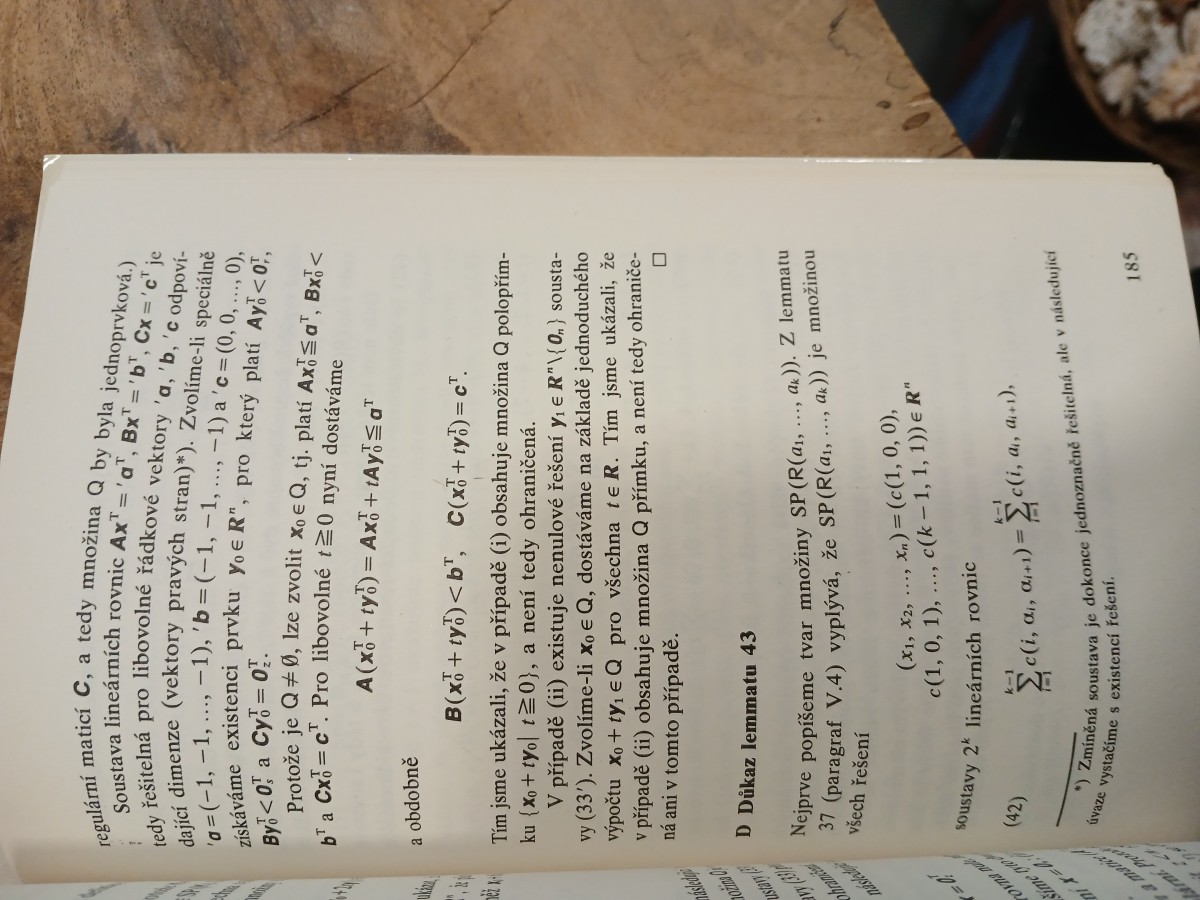 regulární maticí C, a tedy množina Q by byla jednoprvková.)
Soustava lineárních rovnic Axᵀ = 'aᵀ, Bxᵀ = 'bᵀ, Cx = 'cᵀ je
tedy řešitelná pro libovolné řádkové vektory 'a, 'b, 'c odpoví-
dající dimenze (vektory pravých stran)*). Zvolíme-li speciálně
'a = (−1, −1, ..., −1), 'b = (−1, −1, ..., −1) a 'c = (0, 0, ..., 0),
získáváme existenci prvku y₀ ∈ Rⁿ, pro který platí Ay₀ᵀ < 0ᵣᵀ,
By₀ᵀ < 0ₛᵀ a Cy₀ᵀ = 0_zᵀ.
Protože je Q ≠ ∅, lze zvolit x₀ ∈ Q, tj. platí Ax₀ᵀ ≦ aᵀ, Bx₀ᵀ <
bᵀ a Cx₀ᵀ = cᵀ. Pro libovolné t ≧ 0 nyní dostáváme
A(x₀ᵀ + ty₀ᵀ) = Ax₀ᵀ + tAy₀ᵀ ≦ aᵀ
a obdobně
B(x₀ᵀ + ty₀ᵀ) < bᵀ, C(x₀ᵀ + ty₀ᵀ) = cᵀ.
Tím jsme ukázali, že v případě (i) obsahuje množina Q polopřím-
ku {x₀ + ty₀| t ≧ 0}, a není tedy ohraničená.
V případě (ii) existuje nenulové řešení y₁ ∈ Rⁿ\{0ₙ} sousta-
vy (33'). Zvolíme-li x₀ ∈ Q, dostáváme na základě jednoduchého
výpočtu x₀ + ty₁ ∈ Q pro všechna t ∈ R. Tím jsme ukázali, že
v případě (ii) obsahuje množina Q přímku, a není tedy ohraniče-
ná ani v tomto případě. □
D Důkaz lemmatu 43
Nejprve popíšeme tvar množiny SP(R(a₁, ..., aₖ)). Z lemmatu
37 (paragraf V.4) vyplývá, že SP(R(a₁, ..., aₖ)) je množinou
všech řešení
(x₁, x₂, ..., xₙ) = (c(1, 0, 0),
c(1, 0, 1), ..., c(k − 1, 1, 1)) ∈ Rⁿ
soustavy 2ᵏ lineárních rovnic
(42) ∑_{i=1}^{k−1} c(i, αᵢ, αᵢ₊₁) = ∑_{i=1}^{k−1} c(i, aᵢ, aᵢ₊₁),
*) Zmíněná soustava je dokonce jednoznačně řešitelná, ale v následující
úvaze vystačíme s existencí řešení.
185